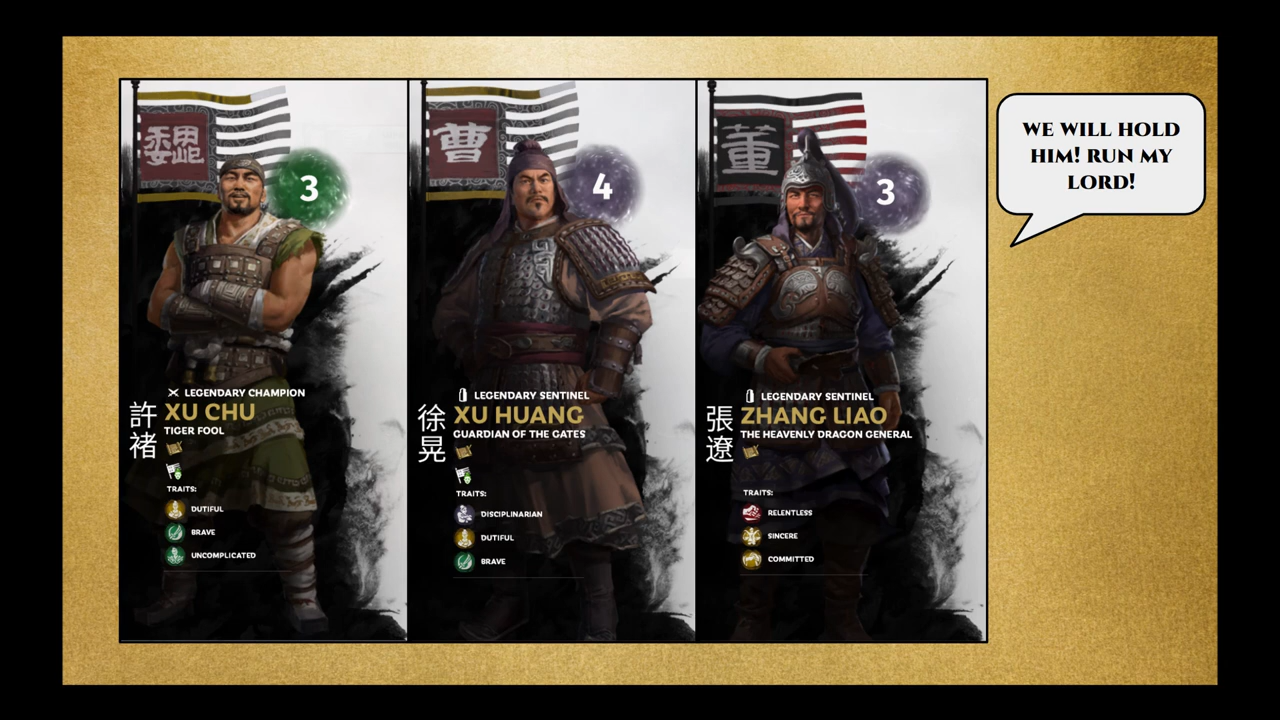 魏
3
LEGENDARY CHAMPION
許褚
XU CHU
TIGER FOOL
TRAITS:
DUTIFUL
BRAVE
UNCOMPLICATED
曹
4
LEGENDARY SENTINEL
徐晃
XU HUANG
GUARDIAN OF THE GATES
TRAITS:
DISCIPLINARIAN
DUTIFUL
BRAVE
董
3
LEGENDARY SENTINEL
張遼
ZHANG LIAO
THE HEAVENLY DRAGON GENERAL
TRAITS:
RELENTLESS
SINCERE
COMMITTED
WE WILL HOLD
HIM! RUN MY
LORD!